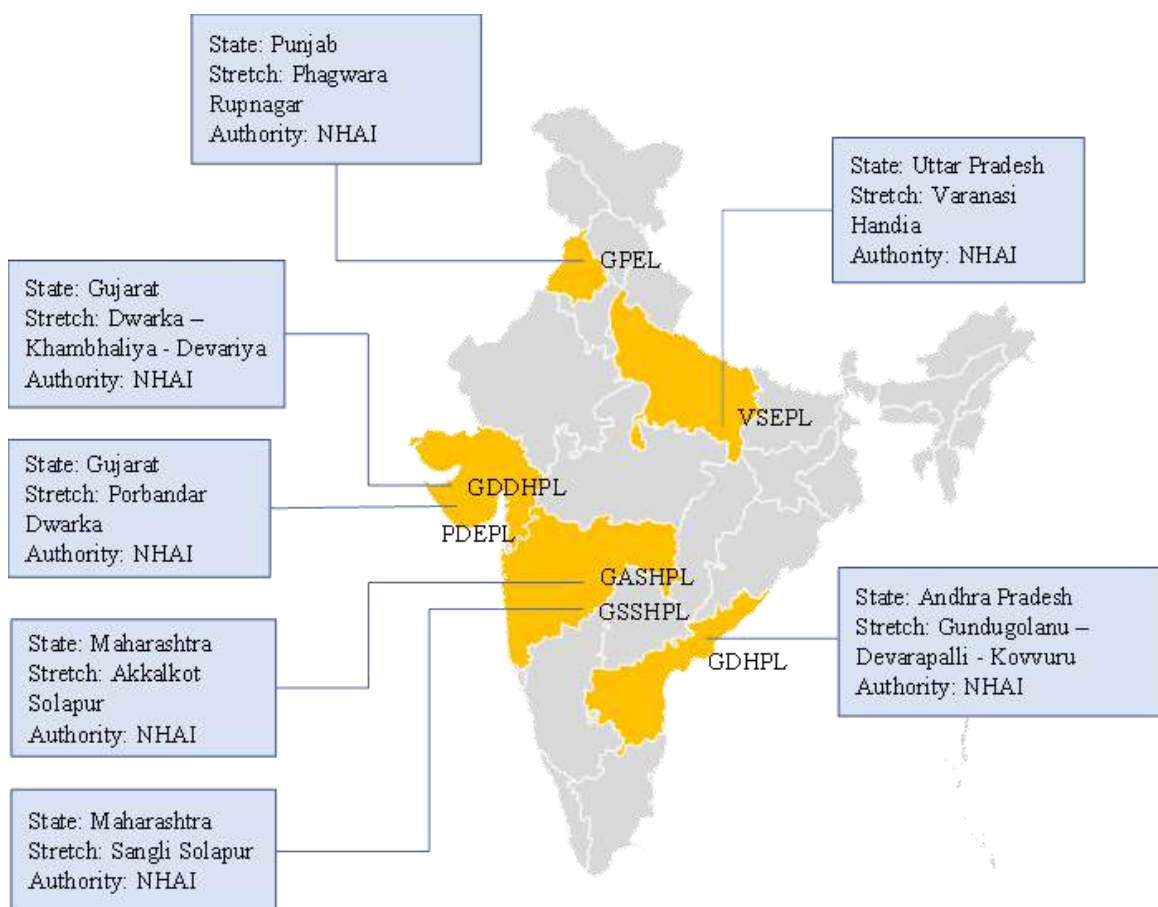 State: Punjab
Stretch: Phagwara
Rupnagar
Authority: NHAI
State: Uttar Pradesh
Stretch: Varanasi
Handia
Authority: NHAI
GPEL
State: Gujarat
Stretch: Dwarka –
Khambhaliya - Devariya
Authority: NHAI
VSEPL
State: Gujarat
Stretch: Porbandar
Dwarka
Authority: NHAI
GDDHPL
PDEPL
GASHPL
GSSHPL
GDHPL
State: Andhra Pradesh
Stretch: Gundugolanu –
Devarapalli - Kovvuru
Authority: NHAI
State: Maharashtra
Stretch: Akkalkot
Solapur
Authority: NHAI
State: Maharashtra
Stretch: Sangli Solapur
Authority: NHAI